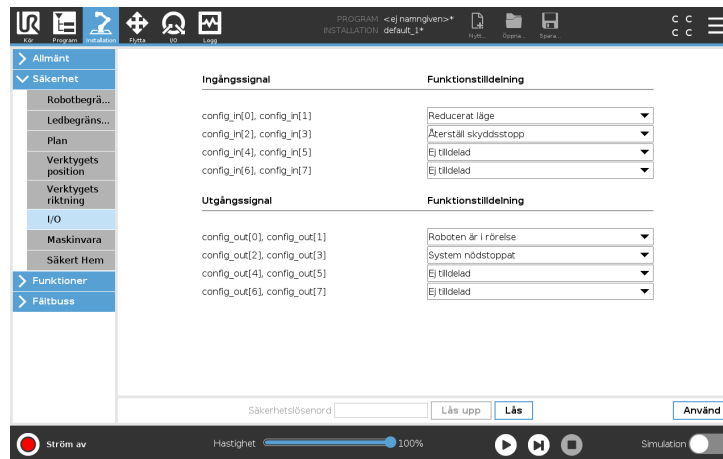 PROGRAM <ej namngiven>*
INSTALLATION default_1*
Kör Program Installation Flytta I/O Logg Nytt... Öppna... Spara...
C C
C C
Allmänt
Säkerhet
Robotbegrä...
Ledbegräns...
Plan
Verktygets
position
Verktygets
riktning
I/O
Maskinvara
Säkert Hem
Funktioner
Fältbuss
Ingångssignal Funktionstilldelning
config_in[0], config_in[1] Reducerat läge
config_in[2], config_in[3] Återställ skyddsstopp
config_in[4], config_in[5] Ej tilldelad
config_in[6], config_in[7] Ej tilldelad
Utgångssignal Funktionstilldelning
config_out[0], config_out[1] Roboten är i rörelse
config_out[2], config_out[3] System nödstoppat
config_out[4], config_out[5] Ej tilldelad
config_out[6], config_out[7] Ej tilldelad
Säkerhetslösenord Lås upp Lås Använd
Ström av Hastighet 100% Simulation